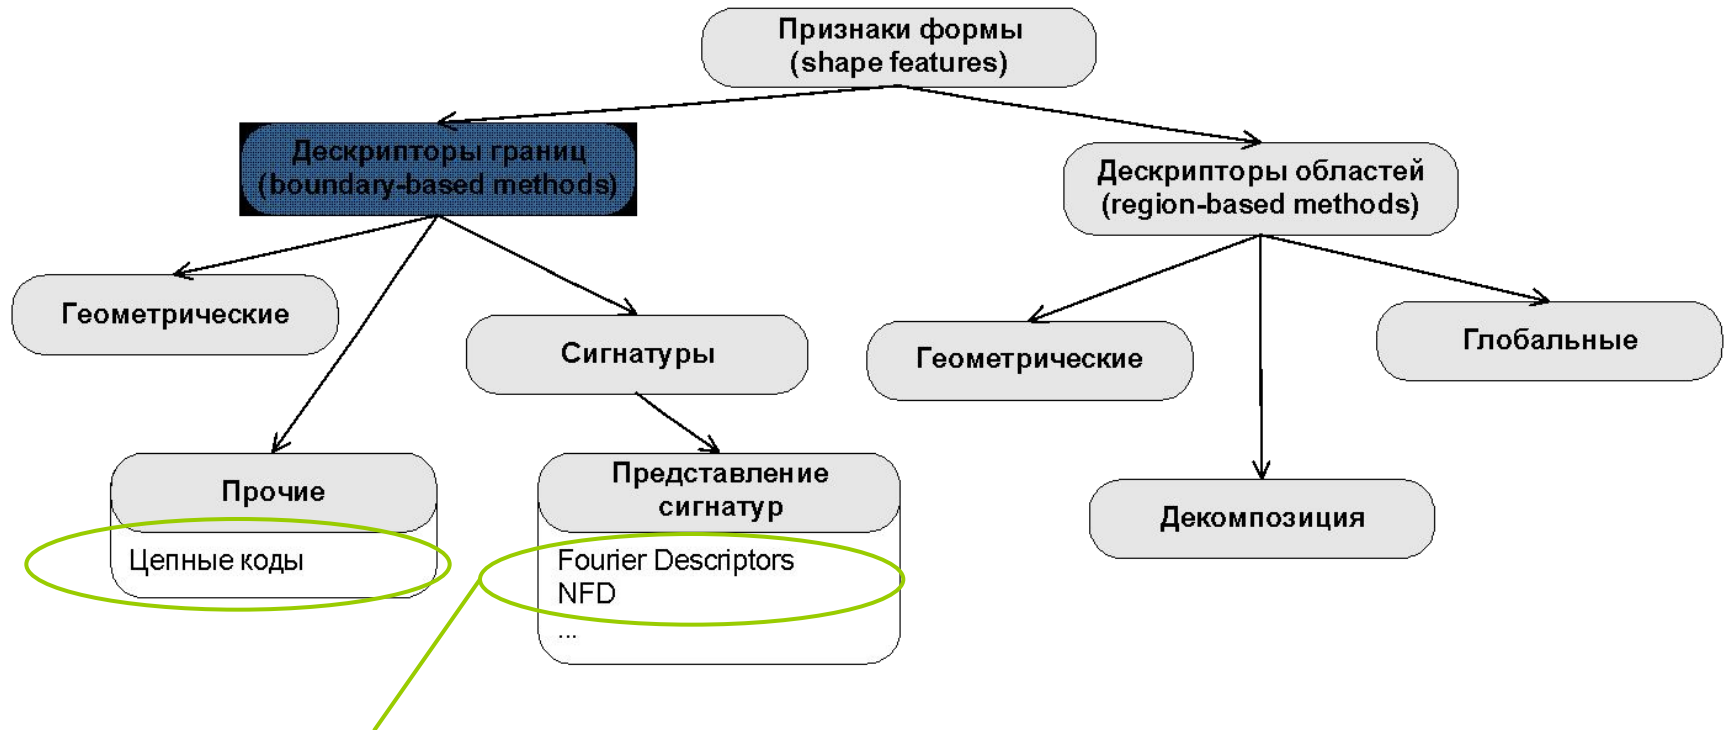 Признаки формы
(shape features)
Дескрипторы границ
(boundary-based methods)
Дескрипторы областей
(region-based methods)
Геометрические
Сигнатуры
Геометрические
Глобальные
Прочие
Цепные коды
Представление
сигнатур
Fourier Descriptors
NFD
...
Декомпозиция